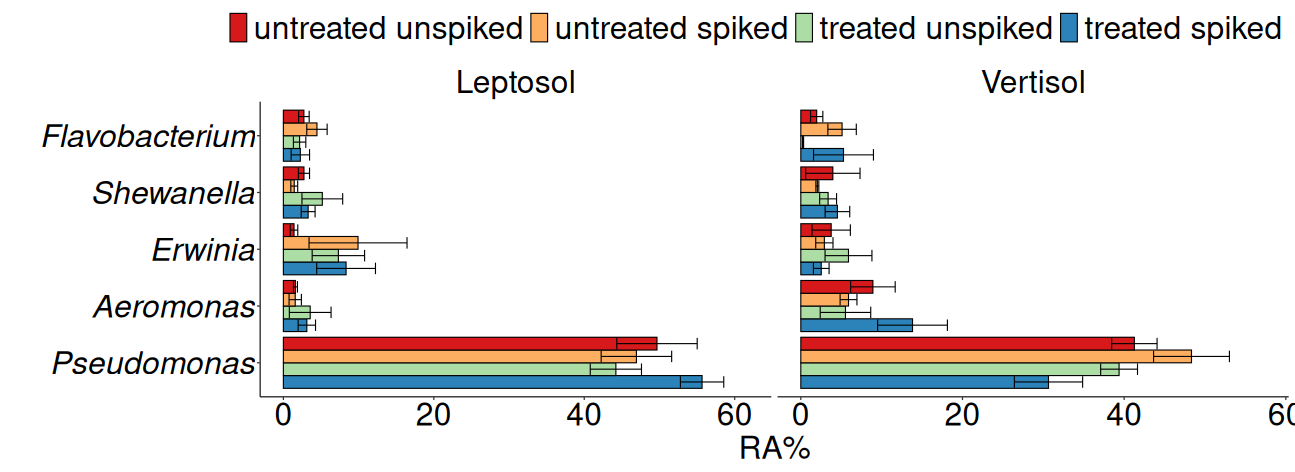 untreated unspiked untreated spiked treated unspiked treated spiked
Leptosol Vertisol
Flavobacterium
Shewanella
Erwinia
Aeromonas
Pseudomonas
0 20 40 60 0 20 40 60
RA%